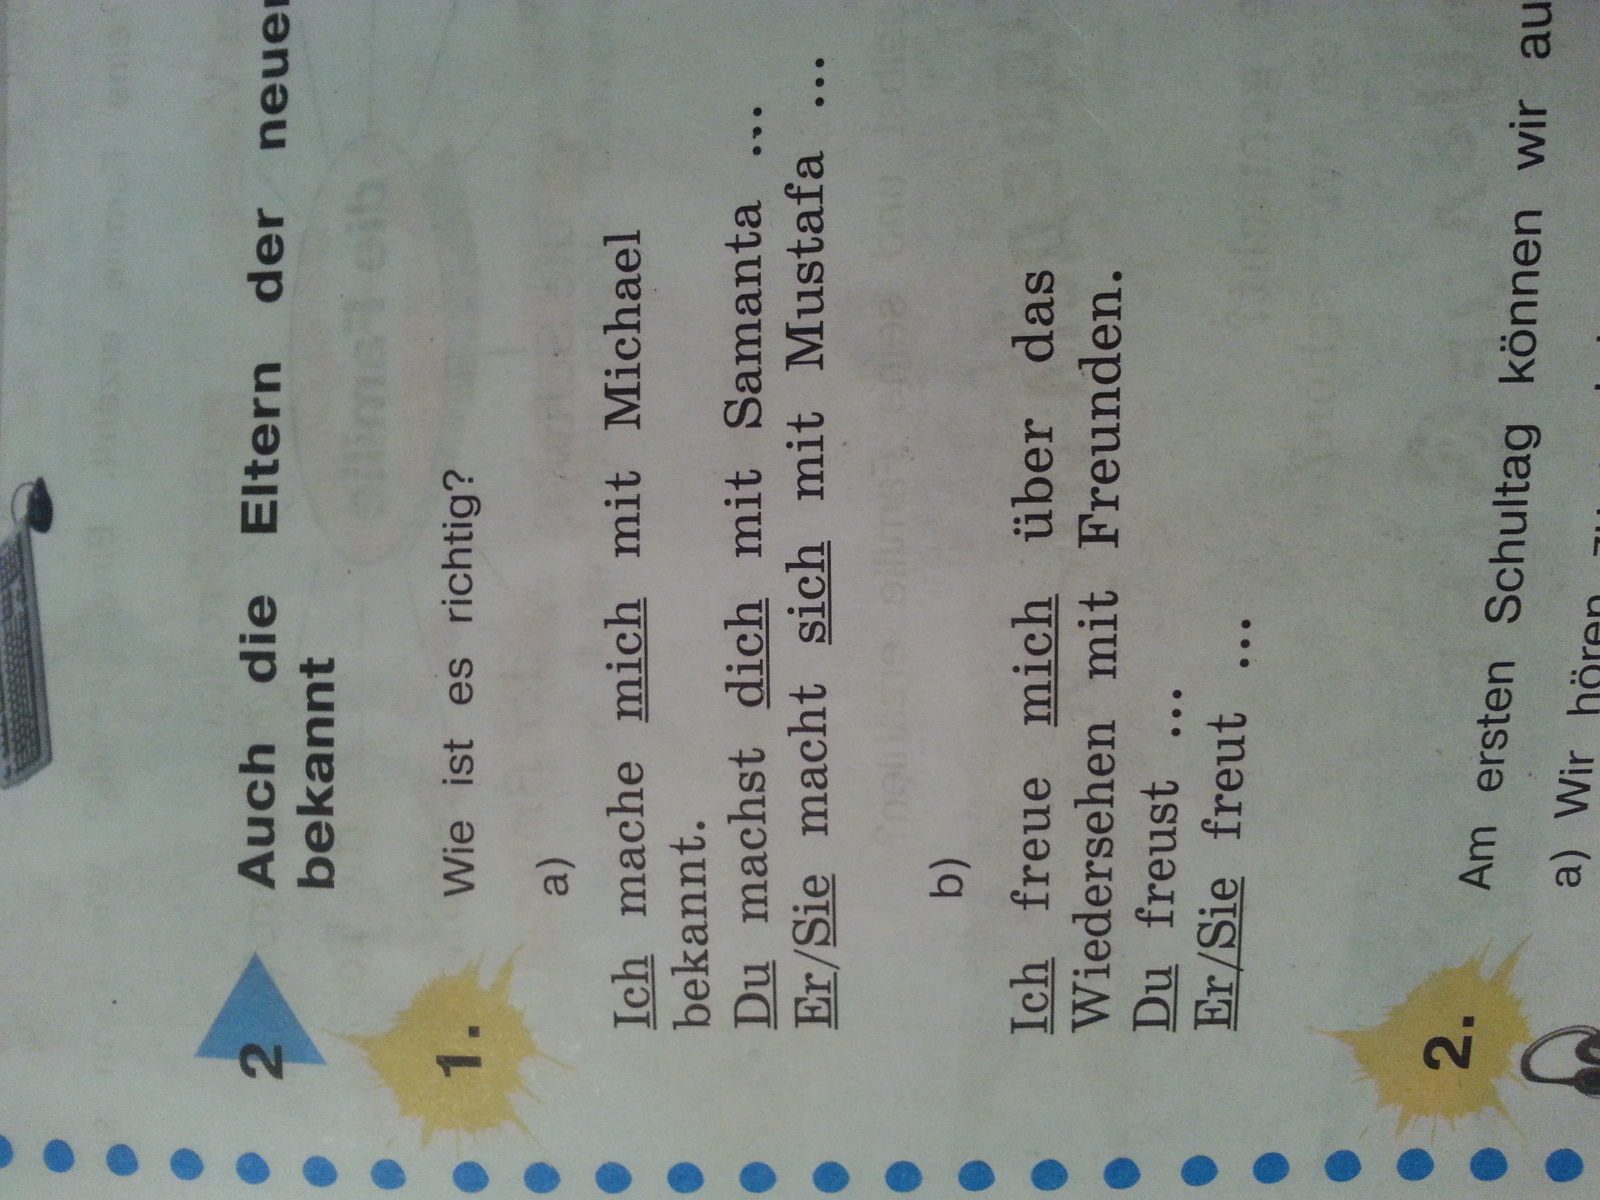 2 Auch die Eltern der neuen
bekannt
1. Wie ist es richtig?
a)
Ich mache mich mit Michael
bekannt.
Du machst dich mit Samanta ...
Er/Sie macht sich mit Mustafa ...
b)
Ich freue mich über das
Wiedersehen mit Freunden.
Du freust ...
Er/Sie freut ...
2. Am ersten Schultag können wir au
a) Wir hören